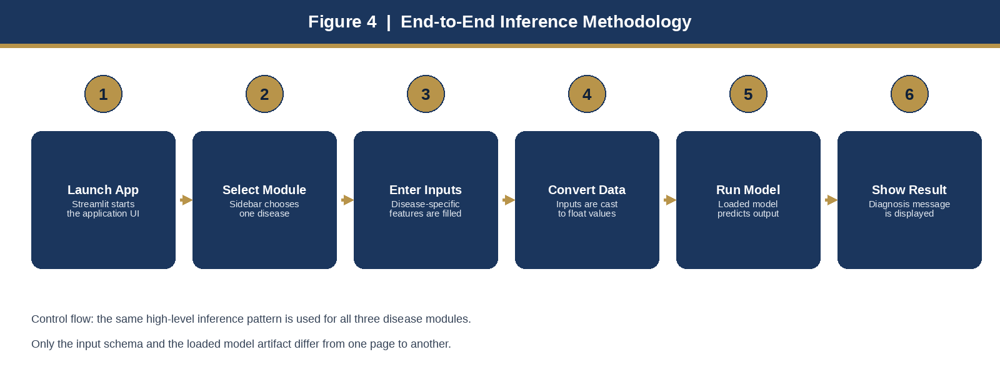 Figure 4 | End-to-End Inference Methodology
1
2
3
4
5
6
Launch App
Streamlit starts
the application UI
Select Module
Sidebar chooses
one disease
Enter Inputs
Disease-specific
features are filled
Convert Data
Inputs are cast
to float values
Run Model
Loaded model
predicts output
Show Result
Diagnosis message
is displayed
Control flow: the same high-level inference pattern is used for all three disease modules.
Only the input schema and the loaded model artifact differ from one page to another.